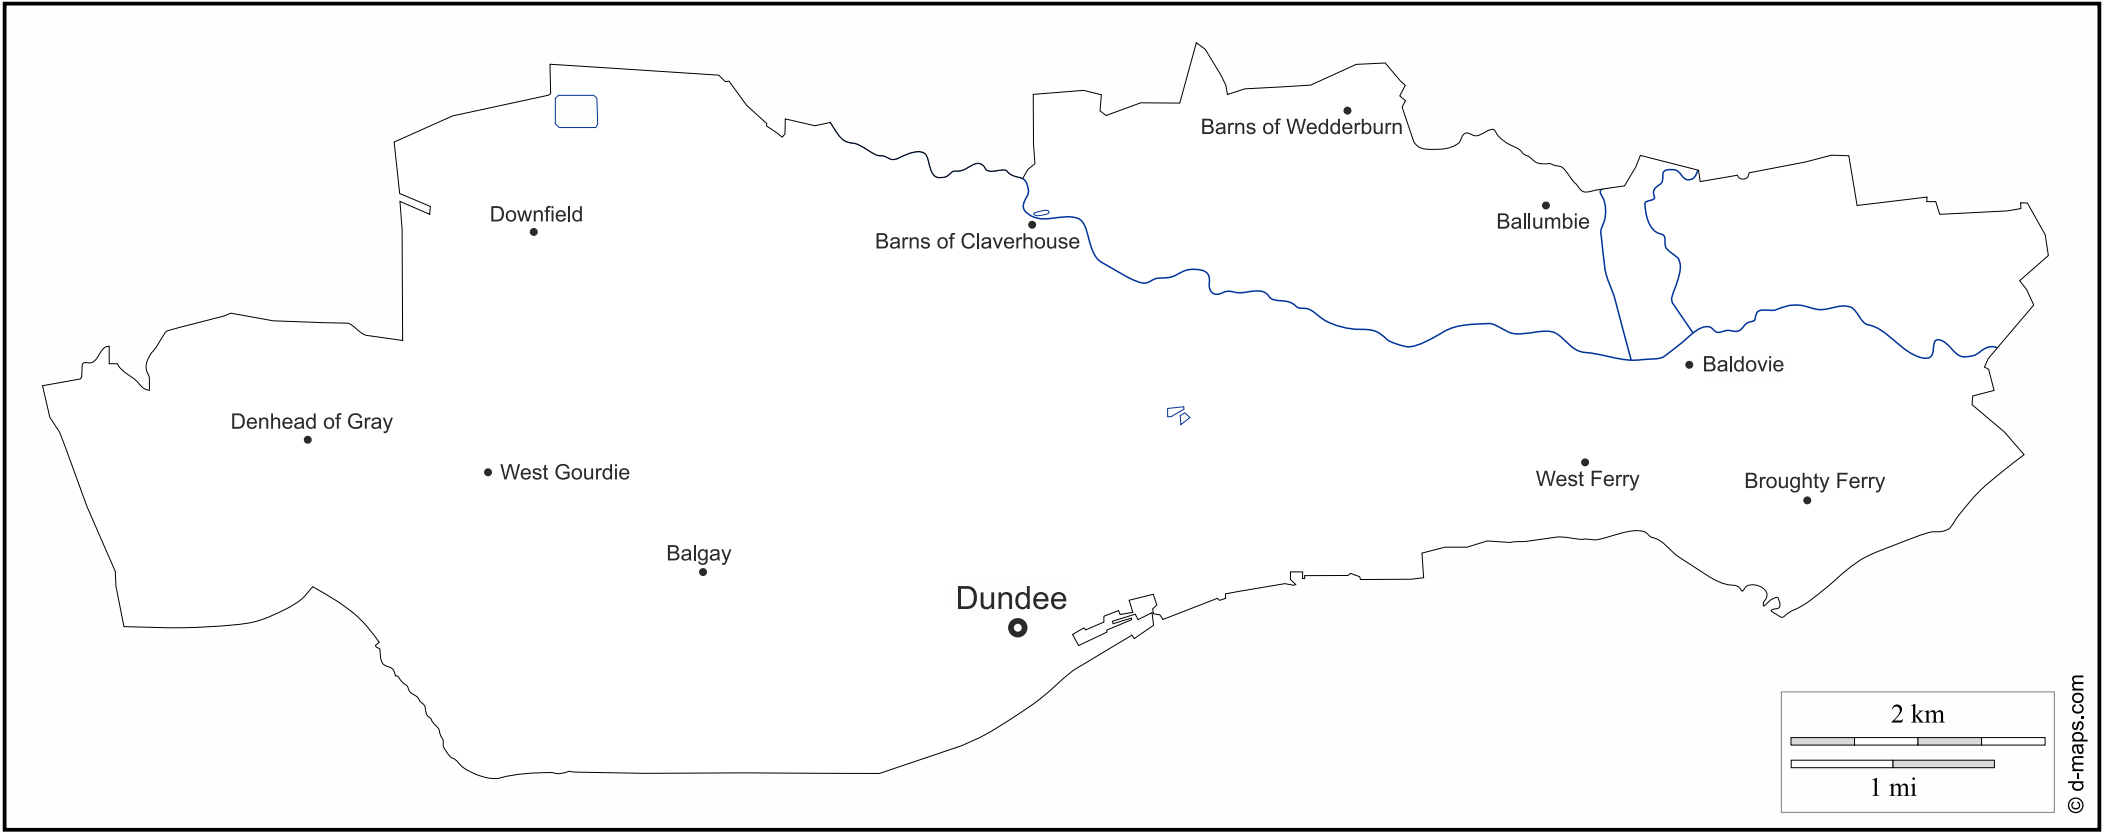 Barns of Wedderburn
Downfield
Ballumbie
Barns of Claverhouse
Baldovie
Denhead of Gray
West Gourdie
West Ferry
Broughty Ferry
Balgay
Dundee
2 km
1 mi
© d-maps.com